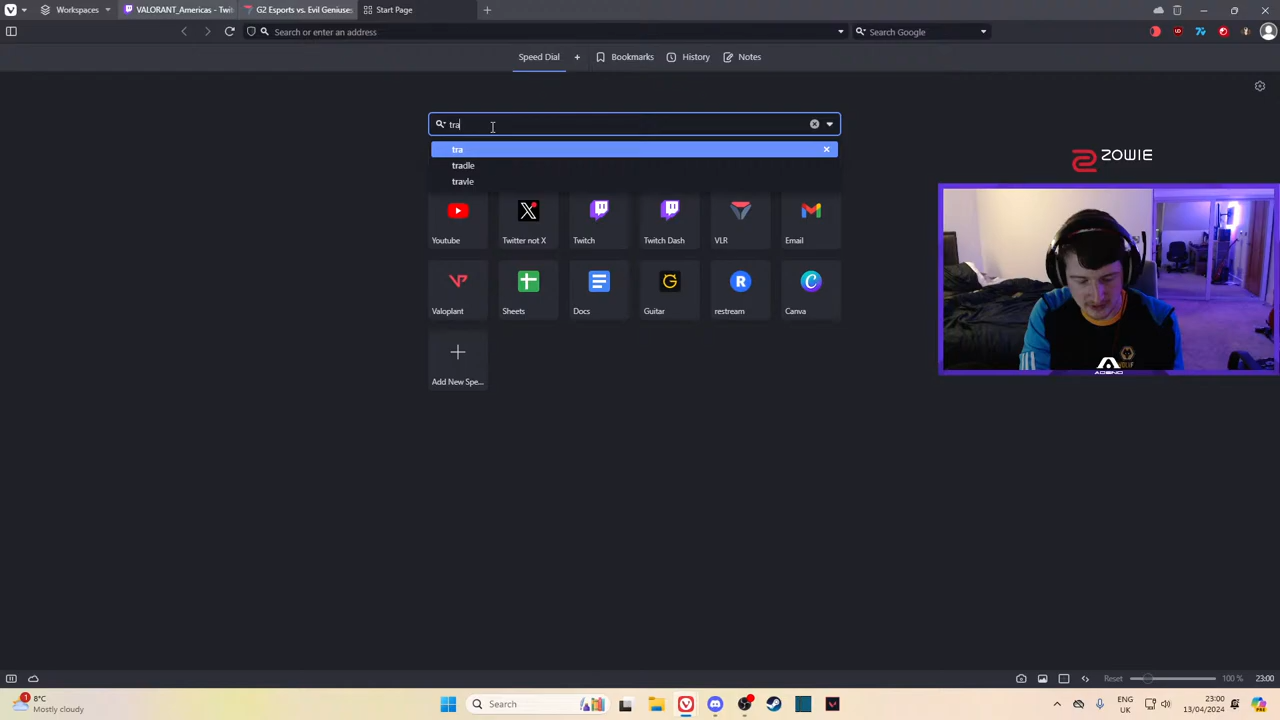 Workspaces
VALORANT_Americas - Twi
G2 Esports vs. Evil Geniuse
Start Page
Search or enter an address
Search Google
Speed Dial
Bookmarks
History
Notes
tra
tra
tradle
travle
Youtube
Twitter not X
Twitch
Twitch Dash
VLR
Email
Valoplant
Sheets
Docs
Guitar
restream
Canva
Add New Spe...
ZOWIE
Reset
100 %
23:00
1
8°C
Mostly cloudy
Search
ENG
UK
23:00
13/04/2024